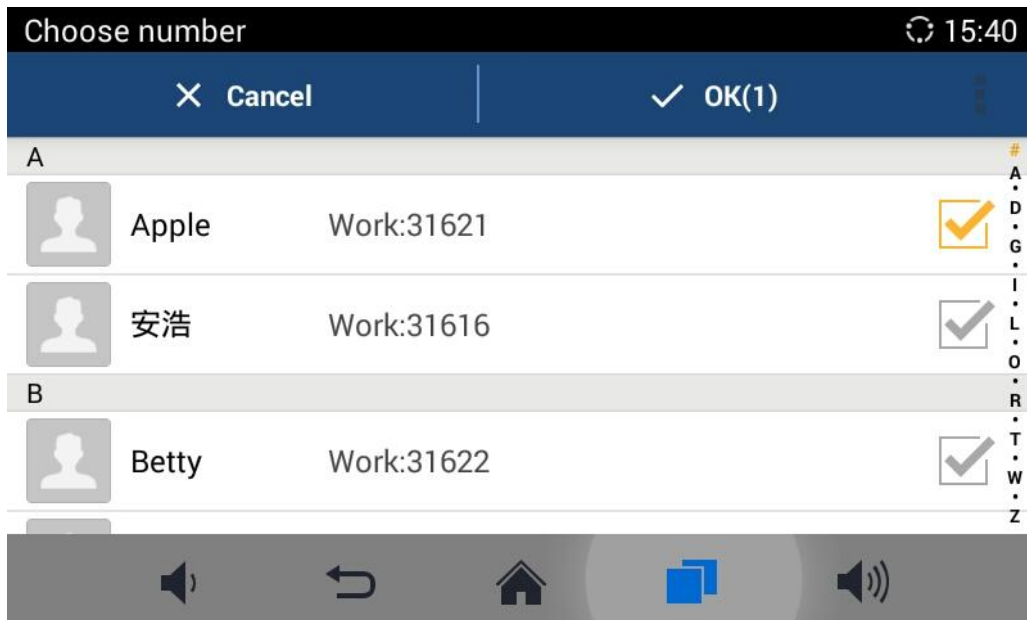 Choose number 15:40
Cancel OK(1)
A
Apple Work:31621
安浩 Work:31616
B
Betty Work:31622
#
A
D
G
I
L
O
R
T
W
Z